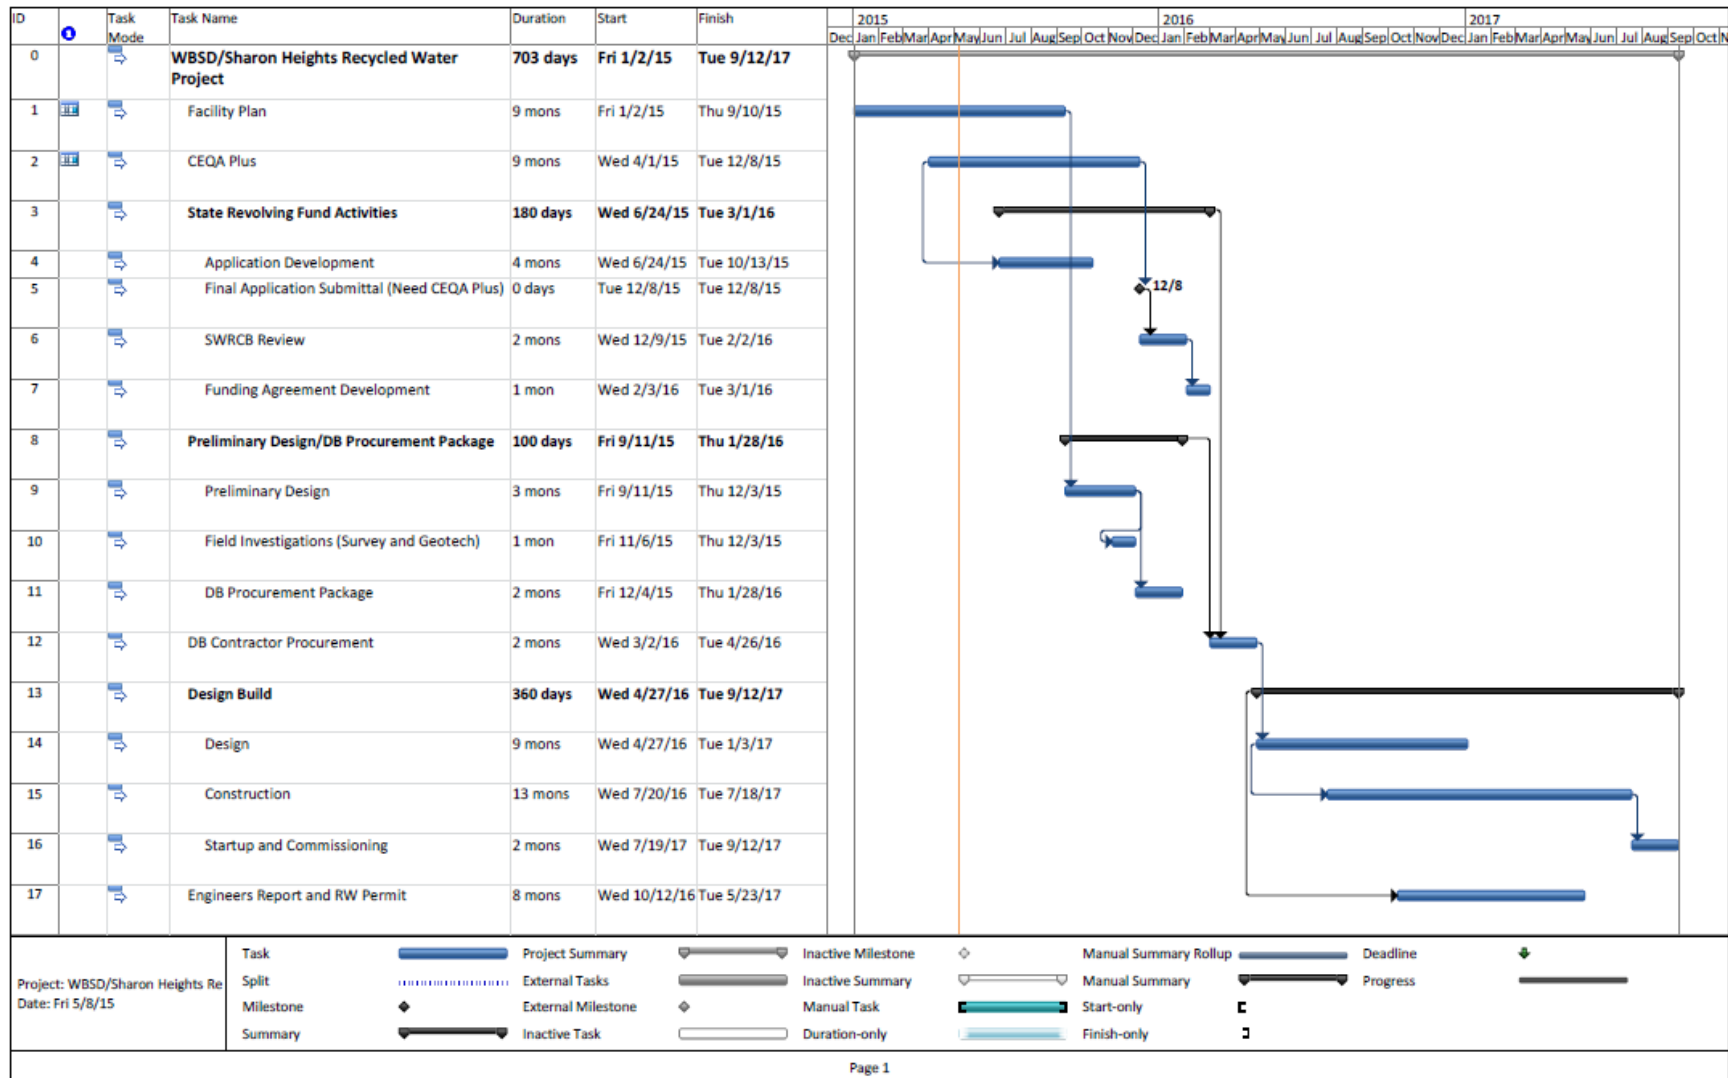 ID Task Mode Task Name Duration Start Finish
2015 2016 2017
Dec Jan Feb Mar Apr May Jun Jul Aug Sep Oct Nov Dec Jan Feb Mar Apr May Jun Jul Aug Sep Oct Nov Dec Jan Feb Mar Apr May Jun Jul Aug Sep Oct N
0 WBSD/Sharon Heights Recycled Water Project 703 days Fri 1/2/15 Tue 9/12/17
1 Facility Plan 9 mons Fri 1/2/15 Thu 9/10/15
2 CEQA Plus 9 mons Wed 4/1/15 Tue 12/8/15
3 State Revolving Fund Activities 180 days Wed 6/24/15 Tue 3/1/16
4 Application Development 4 mons Wed 6/24/15 Tue 10/13/15
5 Final Application Submittal (Need CEQA Plus) 0 days Tue 12/8/15 Tue 12/8/15 12/8
6 SWRCB Review 2 mons Wed 12/9/15 Tue 2/2/16
7 Funding Agreement Development 1 mon Wed 2/3/16 Tue 3/1/16
8 Preliminary Design/DB Procurement Package 100 days Fri 9/11/15 Thu 1/28/16
9 Preliminary Design 3 mons Fri 9/11/15 Thu 12/3/15
10 Field Investigations (Survey and Geotech) 1 mon Fri 11/6/15 Thu 12/3/15
11 DB Procurement Package 2 mons Fri 12/4/15 Thu 1/28/16
12 DB Contractor Procurement 2 mons Wed 3/2/16 Tue 4/26/16
13 Design Build 360 days Wed 4/27/16 Tue 9/12/17
14 Design 9 mons Wed 4/27/16 Tue 1/3/17
15 Construction 13 mons Wed 7/20/16 Tue 7/18/17
16 Startup and Commissioning 2 mons Wed 7/19/17 Tue 9/12/17
17 Engineers Report and RW Permit 8 mons Wed 10/12/16 Tue 5/23/17
Project: WBSD/Sharon Heights Re
Date: Fri 5/8/15
Task Project Summary Inactive Milestone Manual Summary Rollup Deadline
Split External Tasks Inactive Summary Manual Summary Progress
Milestone External Milestone Manual Task Start-only
Summary Inactive Task Duration-only Finish-only
Page 1